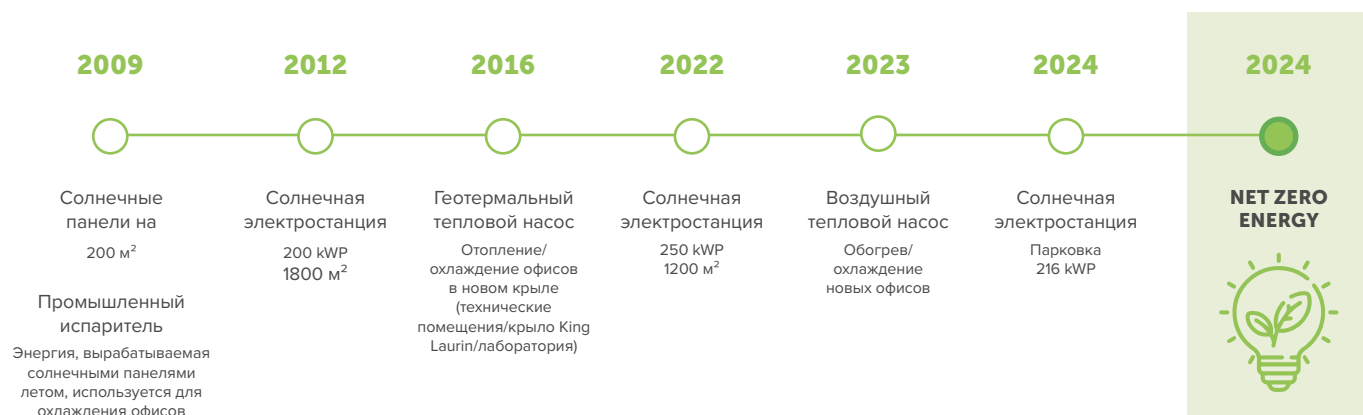 2009
Солнечные
панели на
200 м²
Промышленный
испаритель
Энергия, вырабатываемая
солнечными панелями
летом, используется для
охлаждения офисов
2012
Солнечная
электростанция
200 kWP
1800 м²
2016
Геотермальный
тепловой насос
Отопление/
охлаждение офисов
в новом крыле
(технические
помещения/крыло King
Laurin/лаборатория)
2022
Солнечная
электростанция
250 kWP
1200 м²
2023
Воздушный
тепловой насос
Обогрев/
охлаждение
новых офисов
2024
Солнечная
электростанция
Парковка
216 kWP
2024
NET ZERO
ENERGY